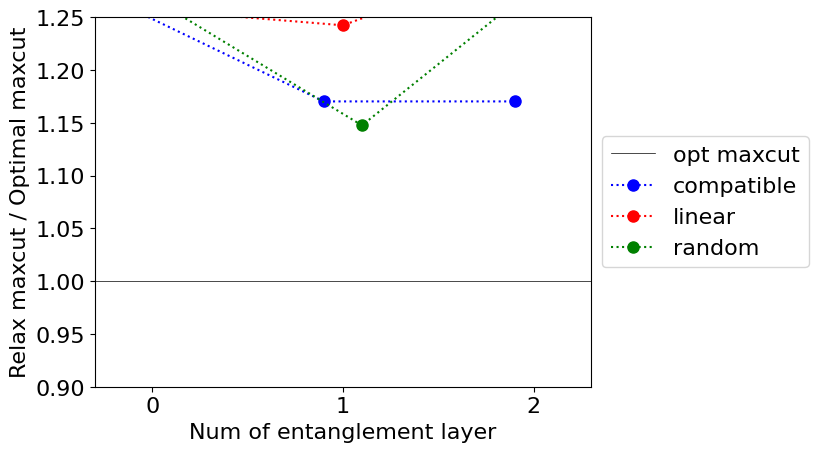 Relax maxcut / Optimal maxcut
1.25
1.20
1.15
1.10
1.05
1.00
0.95
0.90
0 1 2
Num of entanglement layer
opt maxcut
compatible
linear
random